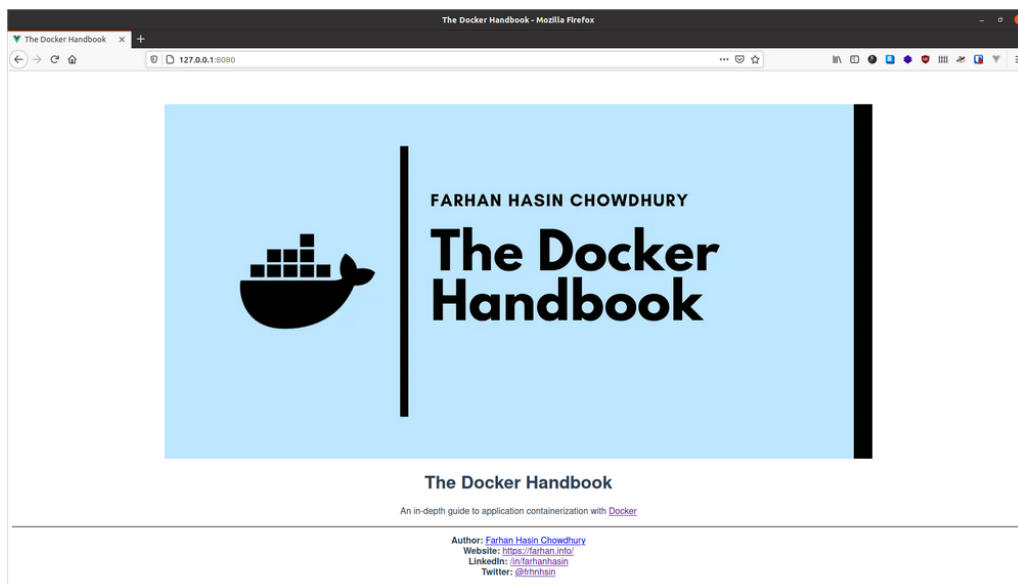 The Docker Handbook - Mozilla Firefox
The Docker Handbook
127.0.0.1:8080
FARHAN HASIN CHOWDHURY
The Docker
Handbook
The Docker Handbook
An in-depth guide to application containerization with Docker
Author: Farhan Hasin Chowdhury
Website: https://farhan.info/
LinkedIn: /in/farhanhasin
Twitter: @frhnhsin